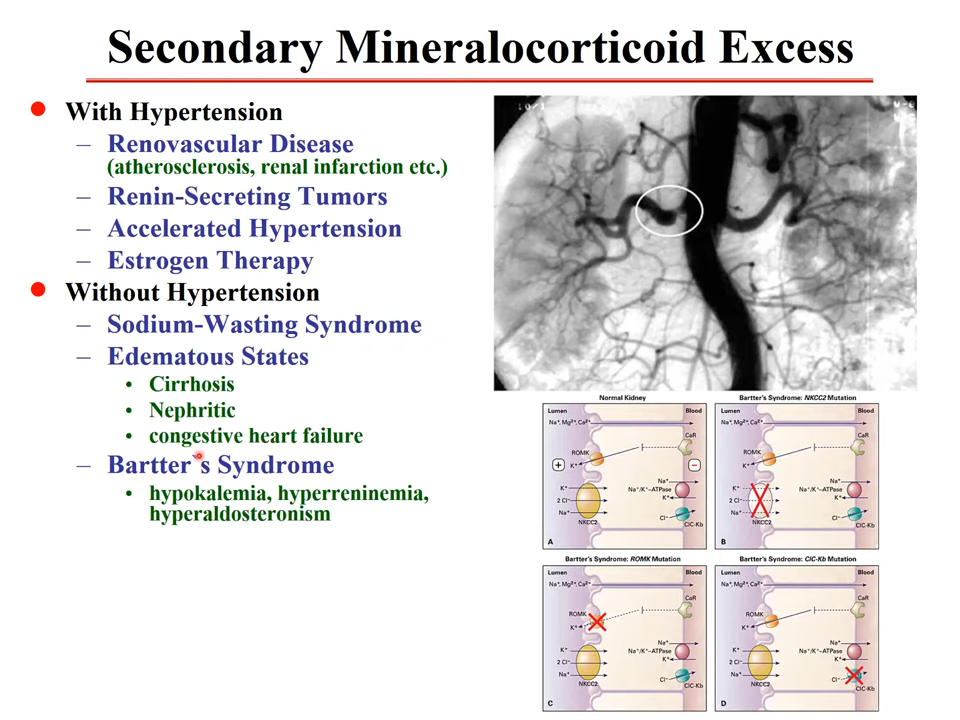 Secondary Mineralocorticoid Excess
• With Hypertension
– Renovascular Disease
(atherosclerosis, renal infarction etc.)
– Renin-Secreting Tumors
– Accelerated Hypertension
– Estrogen Therapy
• Without Hypertension
– Sodium-Wasting Syndrome
– Edematous States
• Cirrhosis
• Nephritic
• congestive heart failure
– Bartter's Syndrome
• hypokalemia, hyperreninemia,
hyperaldosteronism
Normal Kidney
Lumen
Blood
Na⁺, Mg²⁺, Ca²⁺
CaR
ROMK
K⁺
+
–
Na⁺
K⁺
Na⁺/K⁺–ATPase
2 Cl⁻
K⁺
Na⁺
Cl⁻
NKCC2
ClC-Kb
A
Bartter's Syndrome: NKCC2 Mutation
Lumen
Blood
Na⁺, Mg²⁺, Ca²⁺
CaR
ROMK
K⁺
Na⁺
K⁺
Na⁺/K⁺–ATPase
2 Cl⁻
K⁺
Na⁺
Cl⁻
NKCC2
ClC-Kb
B
Bartter's Syndrome: ROMK Mutation
Lumen
Blood
Na⁺, Mg²⁺, Ca²⁺
CaR
ROMK
K⁺
Na⁺
K⁺
Na⁺/K⁺–ATPase
2 Cl⁻
K⁺
Na⁺
Cl⁻
NKCC2
ClC-Kb
C
Bartter's Syndrome: ClC-Kb Mutation
Lumen
Blood
Na⁺, Mg²⁺, Ca²⁺
CaR
ROMK
K⁺
Na⁺
K⁺
Na⁺/K⁺–ATPase
2 Cl⁻
K⁺
Na⁺
Cl⁻
NKCC2
ClC-Kb
D